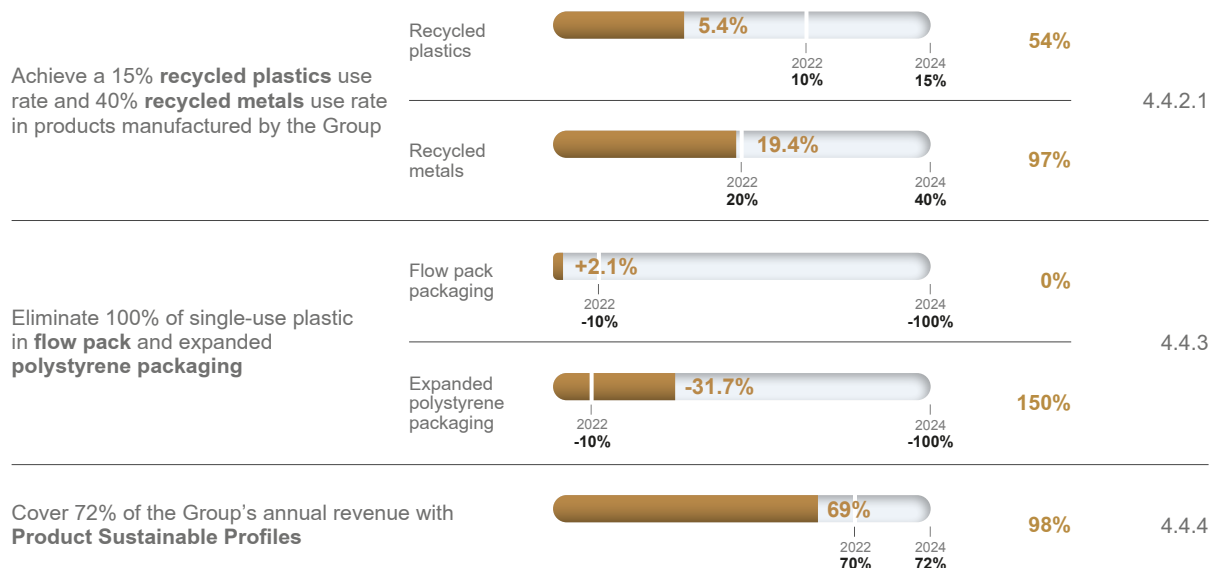 Achieve a 15% recycled plastics use
rate and 40% recycled metals use rate
in products manufactured by the Group
Recycled
plastics
5.4%
2022
10%
2024
15%
54%
Recycled
metals
19.4%
2022
20%
2024
40%
97%
4.4.2.1
Eliminate 100% of single-use plastic
in flow pack and expanded
polystyrene packaging
Flow pack
packaging
+2.1%
2022
-10%
2024
-100%
0%
Expanded
polystyrene
packaging
-31.7%
2022
-10%
2024
-100%
150%
4.4.3
Cover 72% of the Group’s annual revenue with
Product Sustainable Profiles
69%
2022
70%
2024
72%
98%
4.4.4